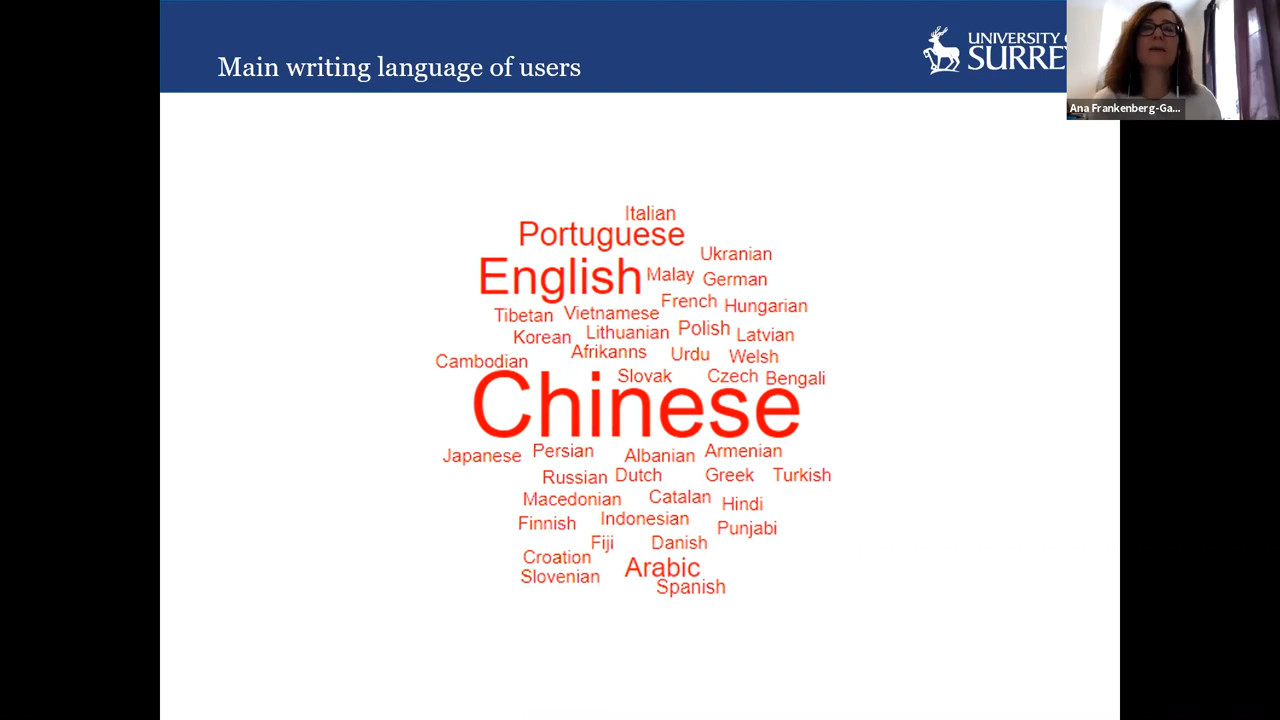 Main writing language of users
UNIVERSITY O
SURREY
Ana Frankenberg-Ga...
Italian
Portuguese
Ukranian
English Malay German
French Hungarian
Tibetan Vietnamese
Korean Lithuanian Polish Latvian
Afrikanns Urdu Welsh
Cambodian
Slovak Czech Bengali
Chinese
Japanese Persian Albanian Armenian
Russian Dutch Greek Turkish
Macedonian Catalan Hindi
Finnish Indonesian Punjabi
Fiji Danish
Croation Arabic
Slovenian Spanish